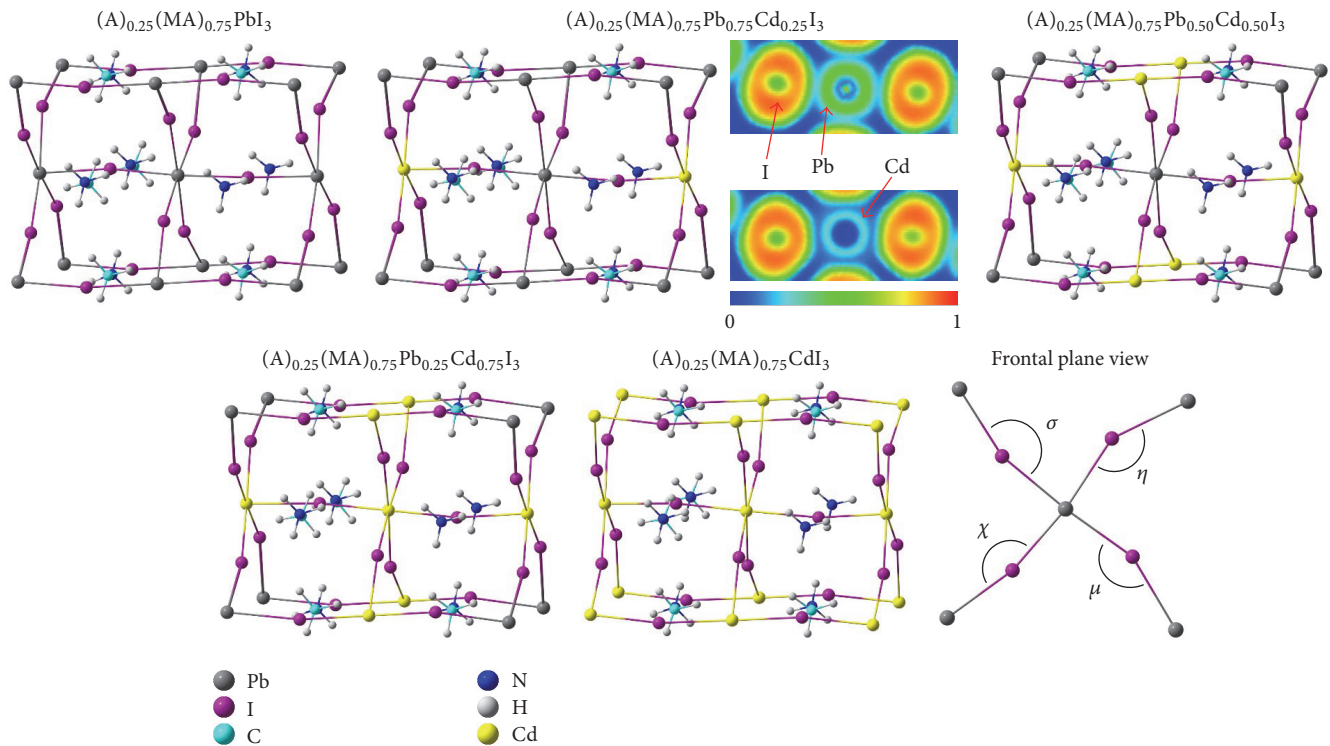 (A)₀.₂₅(MA)₀.₇₅PbI₃
(A)₀.₂₅(MA)₀.₇₅Pb₀.₇₅Cd₀.₂₅I₃
(A)₀.₂₅(MA)₀.₇₅Pb₀.₅₀Cd₀.₅₀I₃
I
Pb
Cd
0
1
(A)₀.₂₅(MA)₀.₇₅Pb₀.₂₅Cd₀.₇₅I₃
(A)₀.₂₅(MA)₀.₇₅CdI₃
Frontal plane view
σ
η
χ
μ
Pb
I
C
N
H
Cd